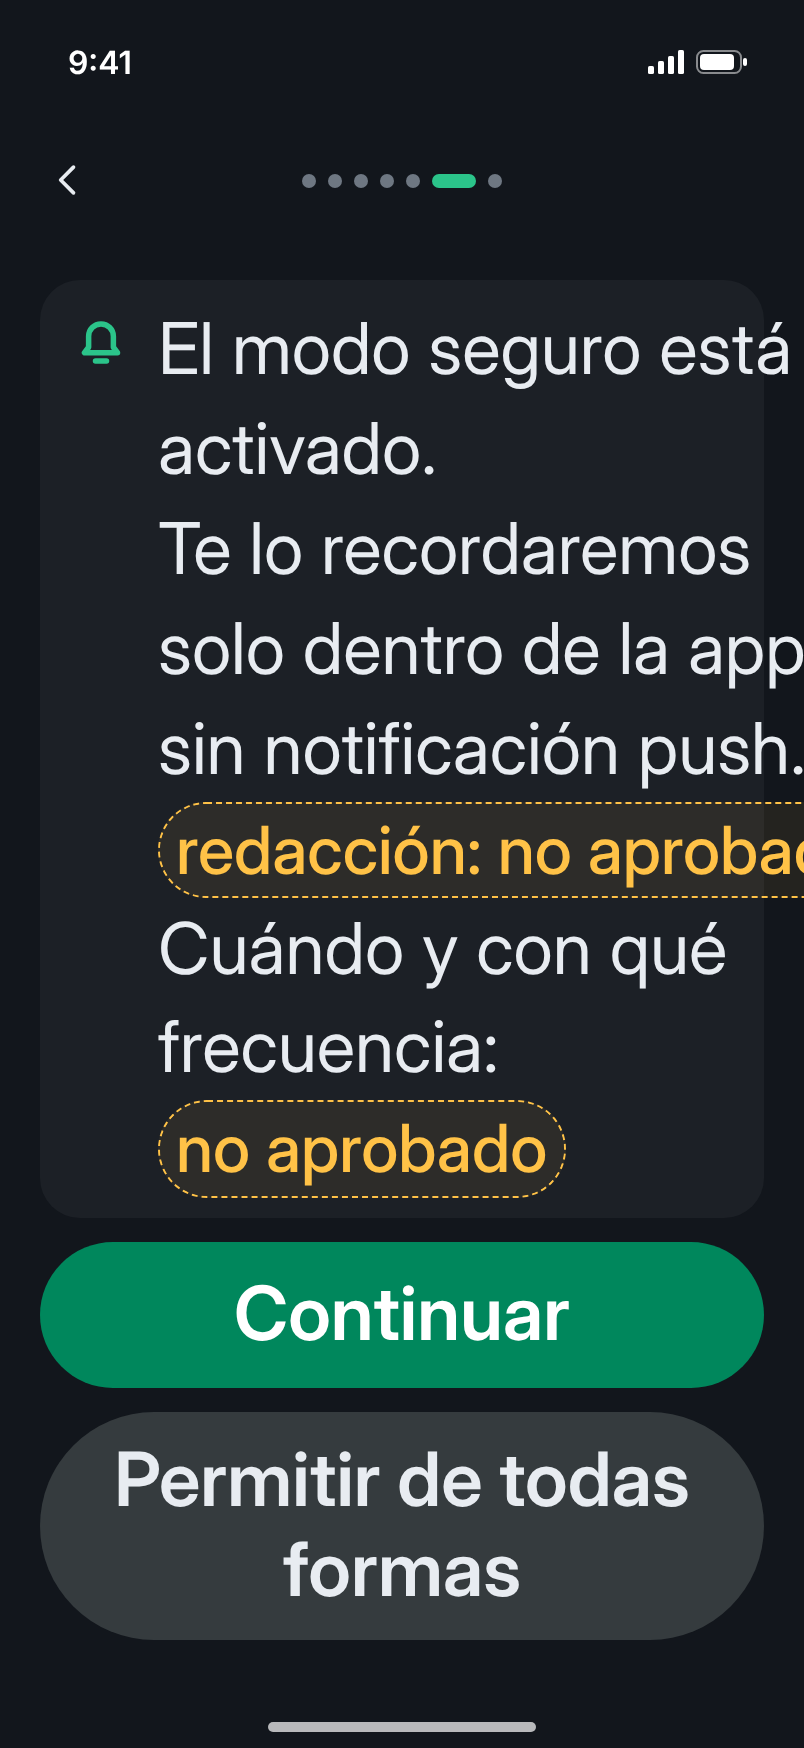 9:41
El modo seguro está
activado.
Te lo recordaremos
solo dentro de la app
sin notificación push.
redacción: no
Cuándo y con qué
frecuencia:
no aprobado
Continuar
Permitir de todas
formas